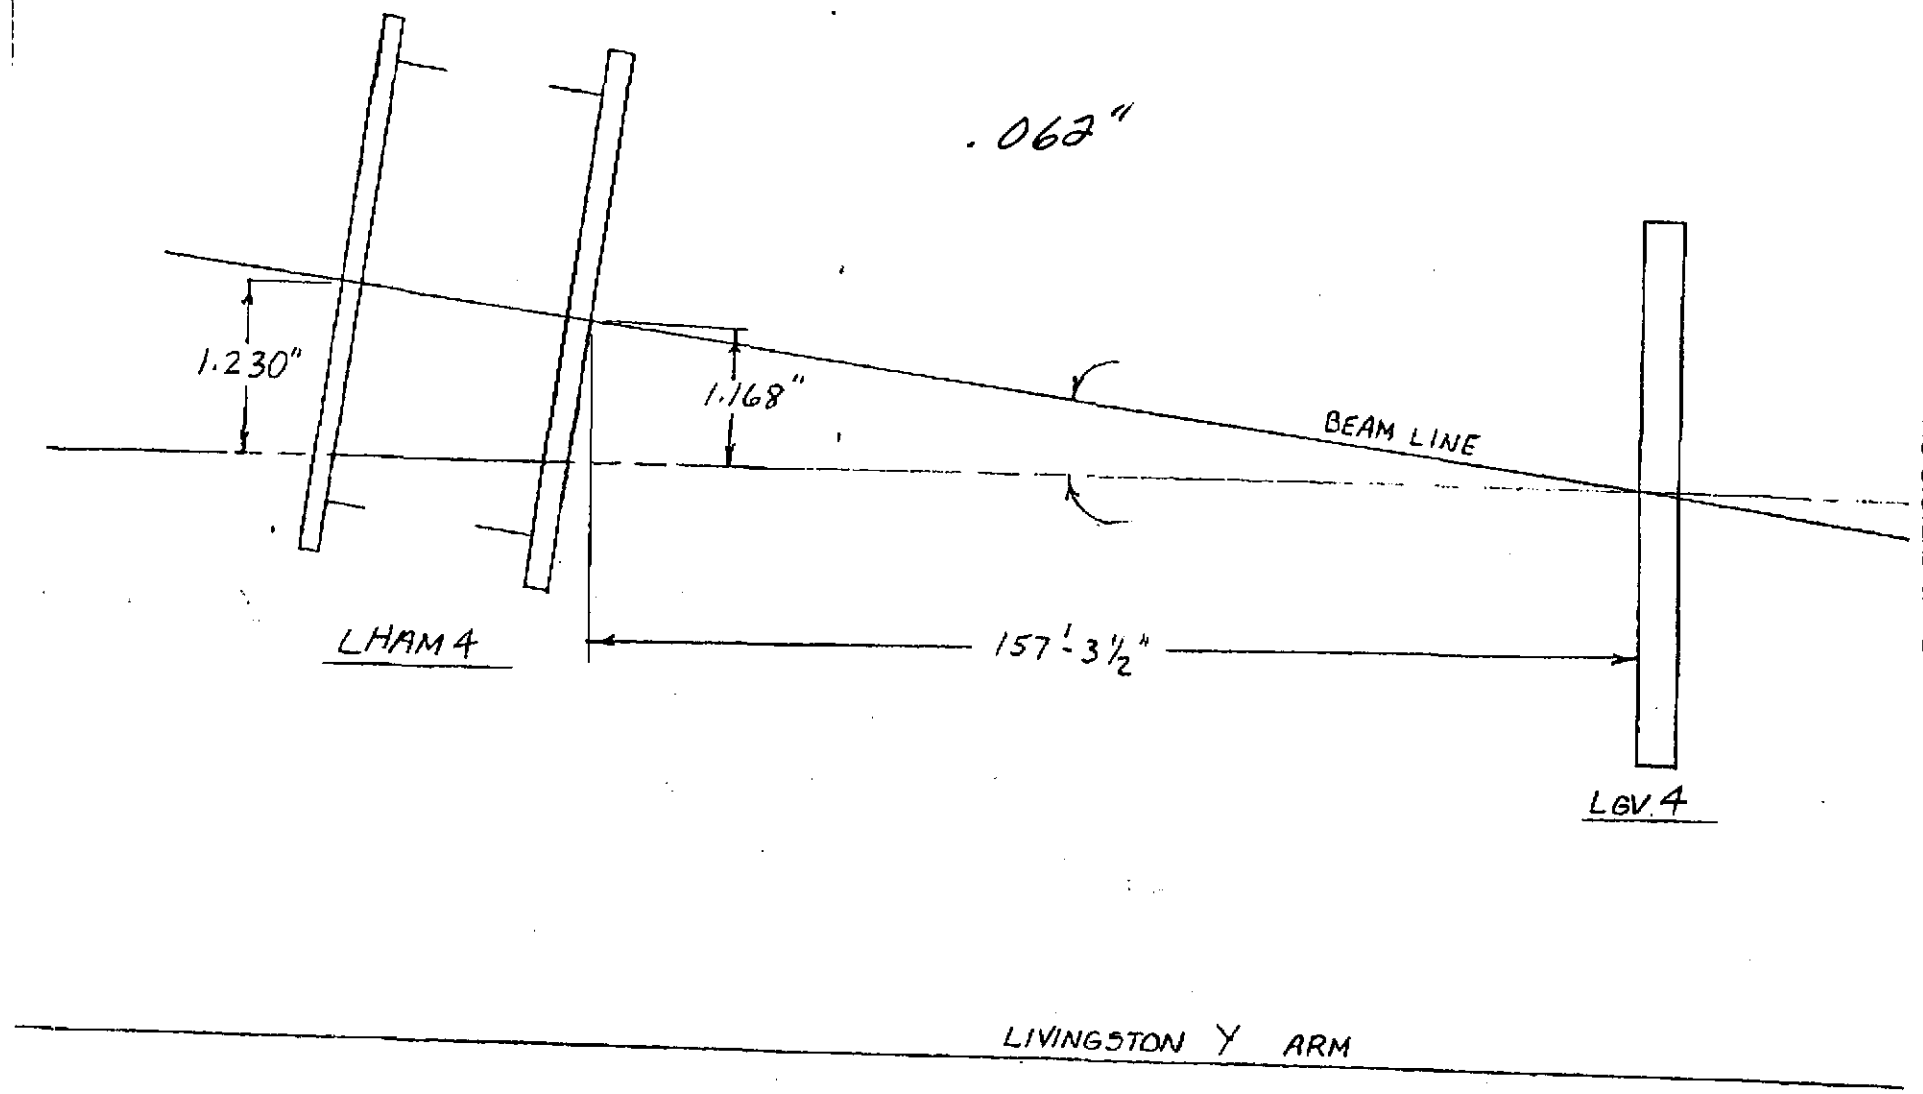 .062"
1.230"
1.168"
BEAM LINE
LHAM 4
157'-3½"
LGV.4
LIVINGSTON Y ARM